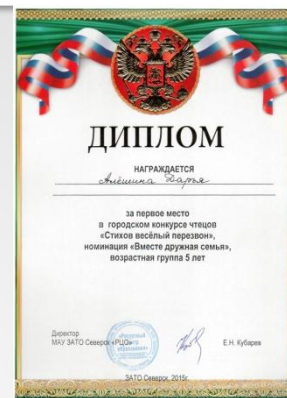 ДИПЛОМ
НАГРАЖДАЕТСЯ
Алёшина Дарья
за первое место
в городском конкурсе чтецов
«Стихов весёлый перезвон»,
номинация «Вместе дружная семья»,
возрастная группа 5 лет
Директор
МАУ ЗАТО Северск «РЦО»
Е.Н. Кубарев
ЗАТО Северск, 2015г.